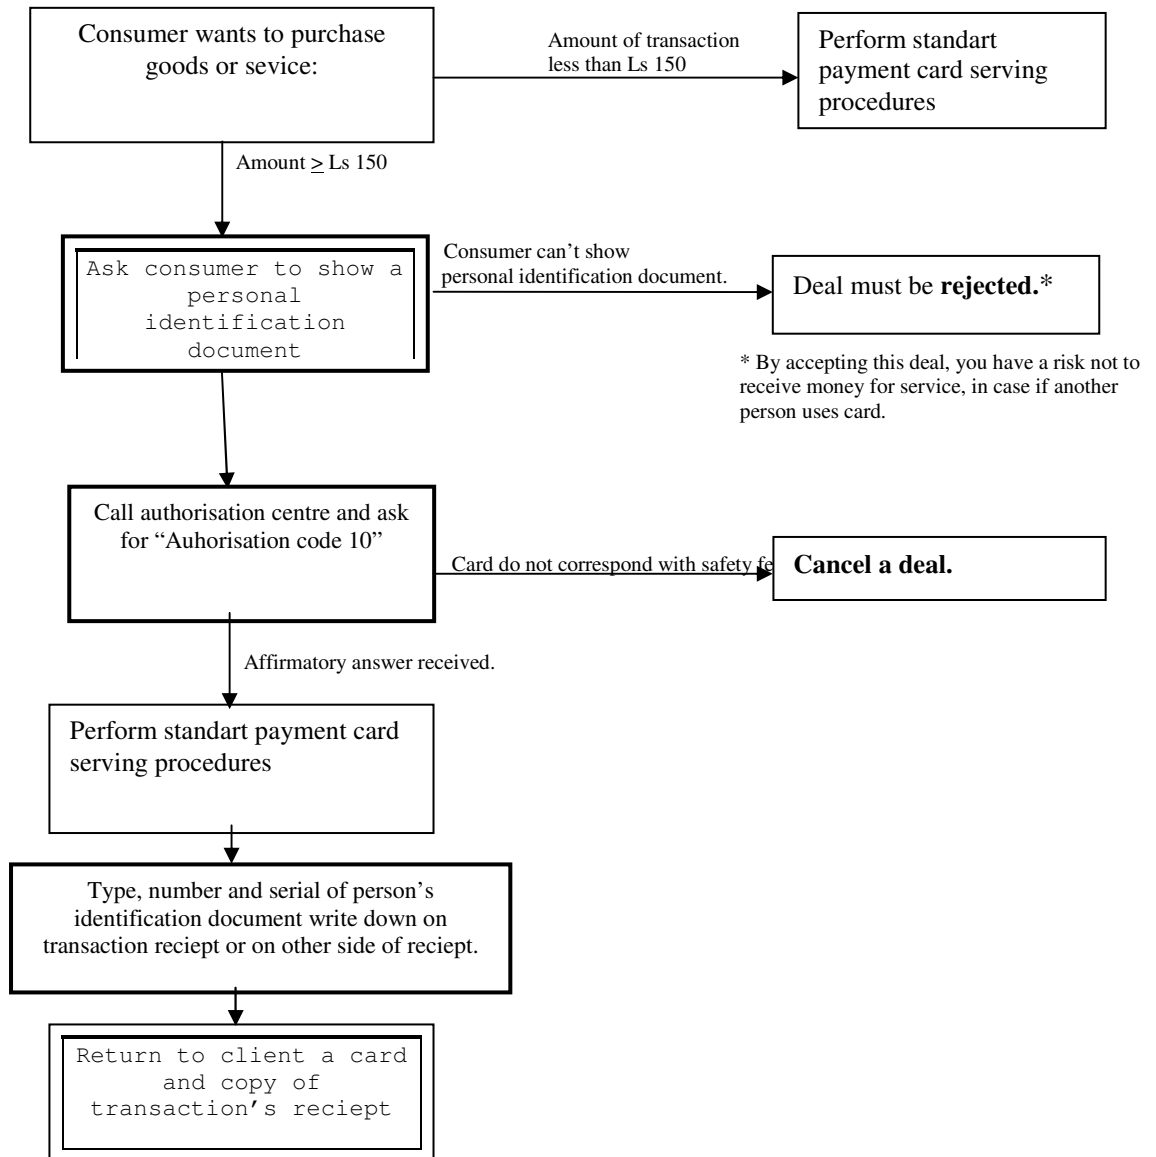 Consumer wants to purchase
goods or sevice:
Amount of transaction
less than Ls 150
Perform standart
payment card serving
procedures
Amount ≥ Ls 150
Ask consumer to show a
personal
identification
document
Consumer can’t show
personal identification document.
Deal must be rejected.*
* By accepting this deal, you have a risk not to
receive money for service, in case if another
person uses card.
Call authorisation centre and ask
for “Auhorisation code 10”
Card do not correspond with safety
Cancel a deal.
Affirmatory answer received.
Perform standart payment card
serving procedures
Type, number and serial of person’s
identification document write down on
transaction reciept or on other side of reciept.
Return to client a card
and copy of
transaction’s reciept